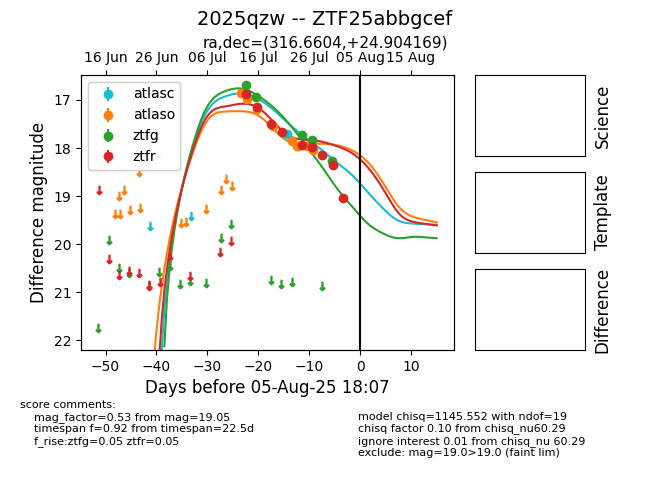 2025qzw -- ZTF25abbgcef
ra,dec=(316.6604,+24.904169)
16 Jun 26 Jun 06 Jul 16 Jul 26 Jul 05 Aug 15 Aug
atlasc
atlaso
ztfg
ztfr
17
18
19
20
21
22
Difference magnitude
−50 −40 −30 −20 −10 0 10
Days before 05-Aug-25 18:07
Science
Template
Difference
score comments:
mag_factor=0.53 from mag=19.05
timespan f=0.92 from timespan=22.5d
f_rise:ztfg=0.05 ztfr=0.05
model chisq=1145.552 with ndof=19
chisq factor 0.10 from chisq_nu60.29
ignore interest 0.01 from chisq_nu 60.29
exclude: mag=19.0>19.0 (faint lim)